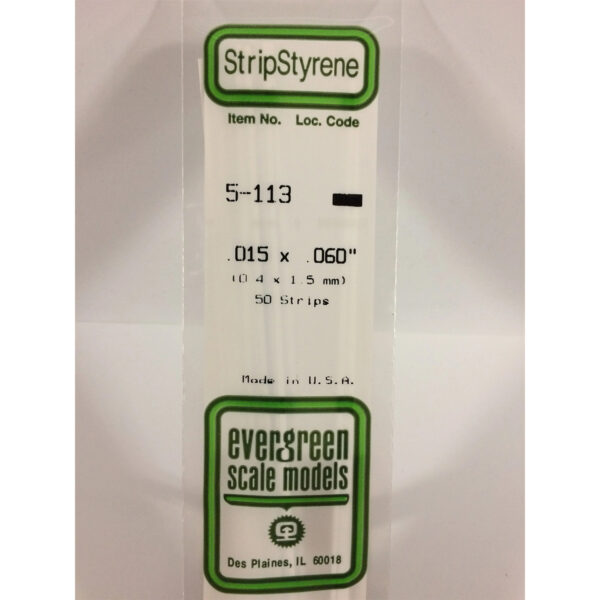 StripStyrene
Item No. Loc. Code
5-113
.015 x .060"
(0.4 x 1.5 mm)
50 Strips
Made in U.S.A.
evergreen
scale models
Des Plaines, IL 60018